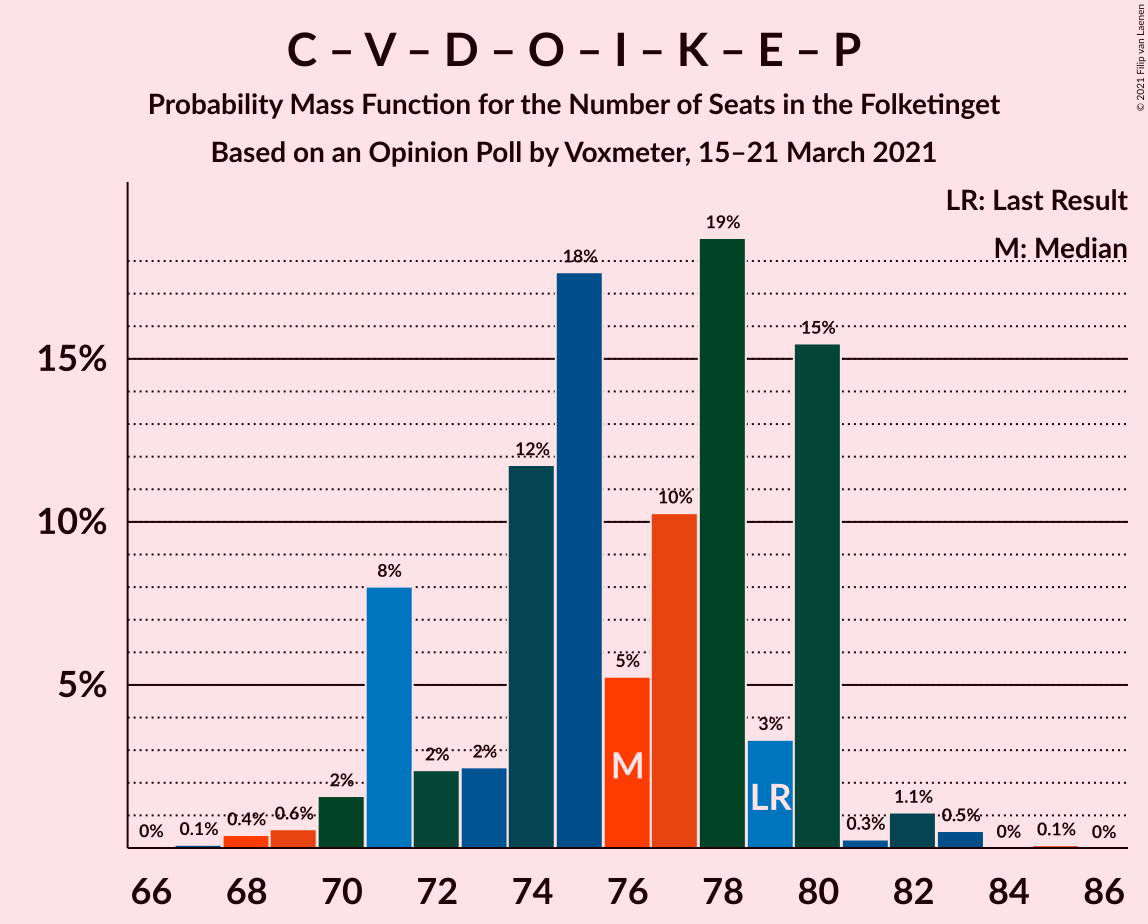 C – V – D – O – I – K – E – P
Probability Mass Function for the Number of Seats in the Folketinget
Based on an Opinion Poll by Voxmeter, 15–21 March 2021
© 2021 Filip van Laenen
LR: Last Result
M: Median
15%
10%
5%
0%
0.1%
0.4%
0.6%
2%
8%
2%
2%
12%
18%
5%
10%
19%
3%
15%
0.3%
1.1%
0.5%
0%
0.1%
0%
M
LR
66 68 70 72 74 76 78 80 82 84 86